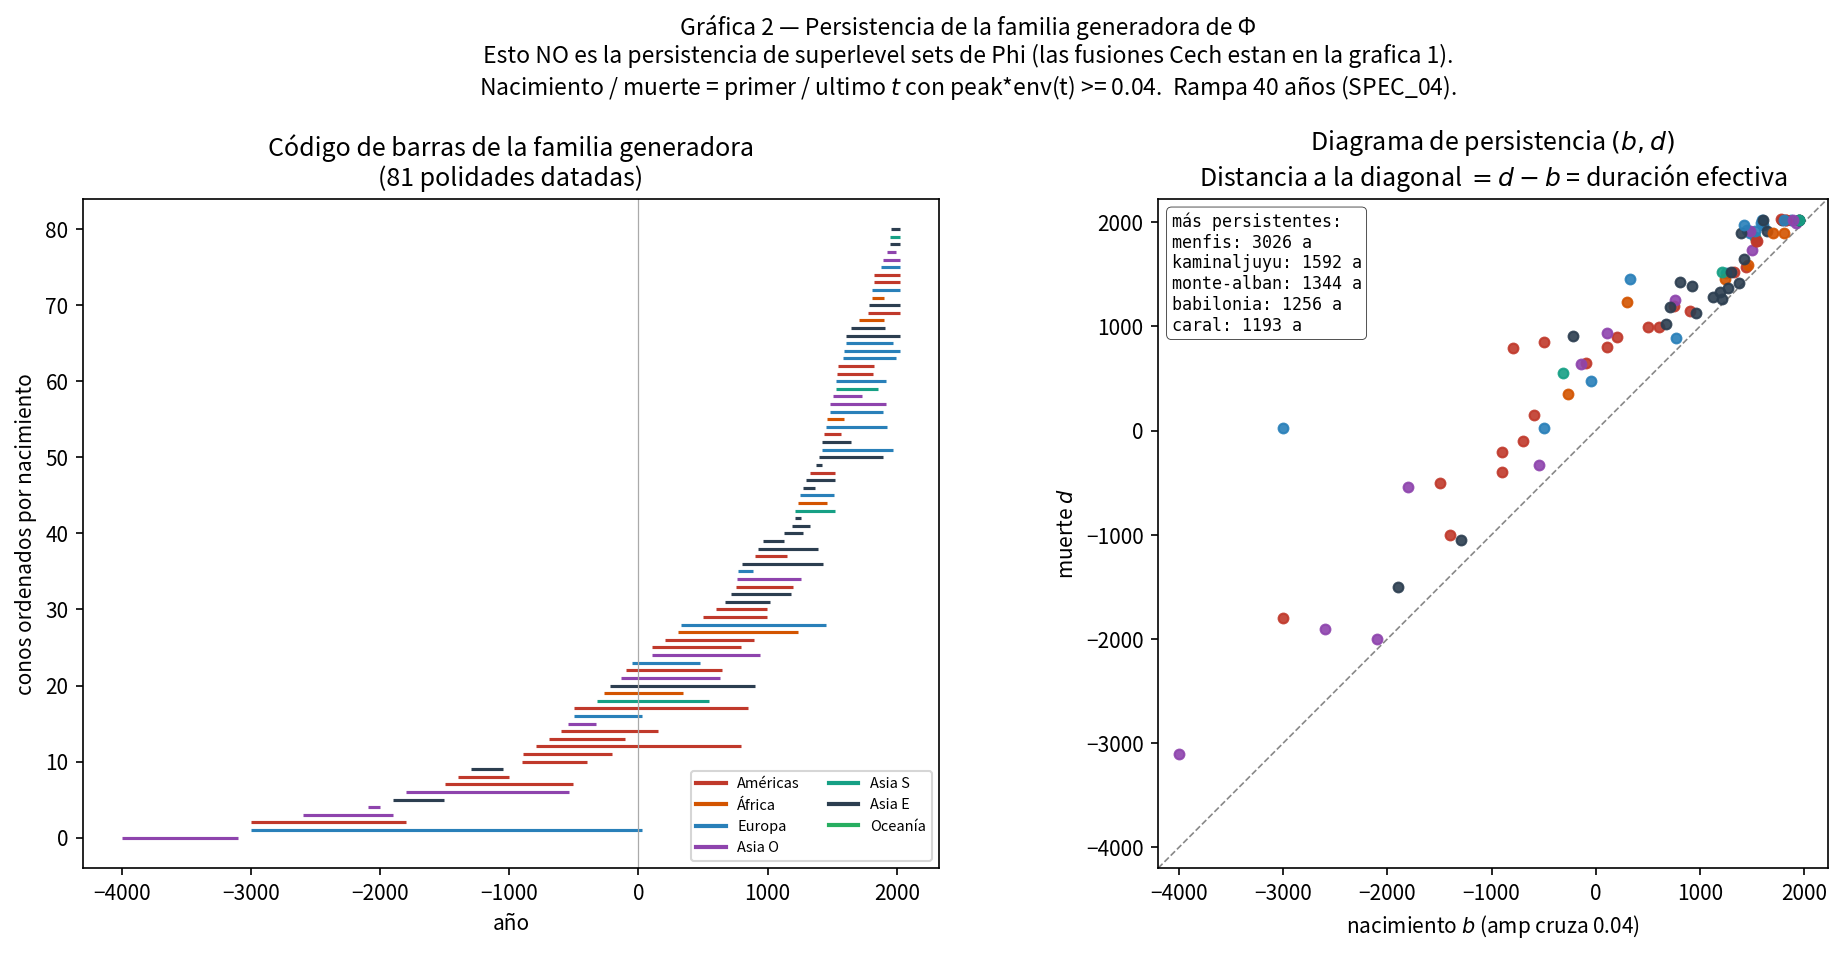 Gráfica 2 — Persistencia de la familia generadora de Φ
Esto NO es la persistencia de superlevel sets de Phi (las fusiones Cech estan en la grafica 1).
Nacimiento / muerte = primer / ultimo t con peak*env(t) >= 0.04.  Rampa 40 años (SPEC_04).
Código de barras de la familia generadora
(81 polidades datadas)
conos ordenados por nacimiento
80
70
60
50
40
30
20
10
0
−4000
−3000
−2000
−1000
0
1000
2000
año
Américas
África
Europa
Asia O
Asia S
Asia E
Oceanía
Diagrama de persistencia (b, d)
Distancia a la diagonal = d − b = duración efectiva
más persistentes:
menfis: 3026 a
kaminaljuyu: 1592 a
monte-alban: 1344 a
babilonia: 1256 a
caral: 1193 a
muerte d
2000
1000
0
−1000
−2000
−3000
−4000
−4000
−3000
−2000
−1000
0
1000
2000
nacimiento b (amp cruza 0.04)